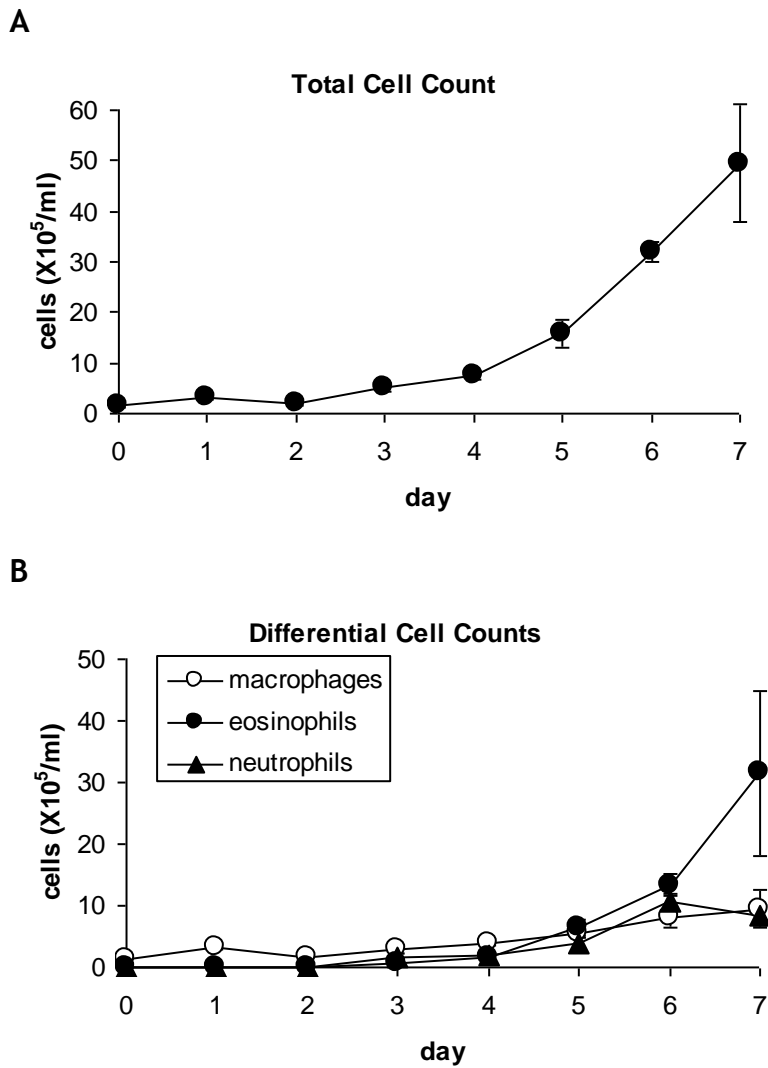 A
Total Cell Count
cells (X10⁵/ml)
60
50
40
30
20
10
0
0 1 2 3 4 5 6 7
day
B
Differential Cell Counts
cells (X10⁵/ml)
50
40
30
20
10
0
macrophages
eosinophils
neutrophils
0 1 2 3 4 5 6 7
day